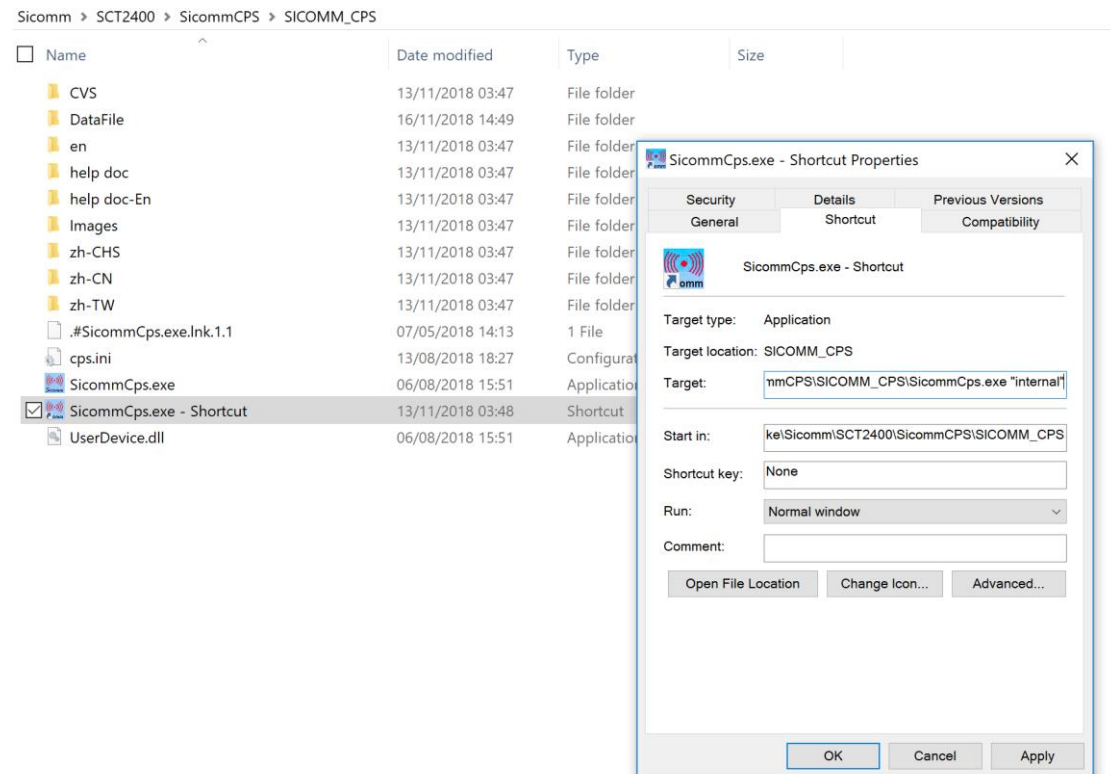 Sicomm > SCT2400 > SicommCPS > SICOMM_CPS
Name Date modified Type Size
CVS 13/11/2018 03:47 File folder
DataFile 16/11/2018 14:49 File folder
en 13/11/2018 03:47 File folder
help doc 13/11/2018 03:47 File folder
help doc-En 13/11/2018 03:47 File folder
Images 13/11/2018 03:47 File folder
zh-CHS 13/11/2018 03:47 File folder
zh-CN 13/11/2018 03:47 File folder
zh-TW 13/11/2018 03:47 File folder
.#SicommCps.exe.lnk.1.1 07/05/2018 14:13 1 File
cps.ini 13/08/2018 18:27 Configurat
SicommCps.exe 06/08/2018 15:51 Applicatio
SicommCps.exe - Shortcut 13/11/2018 03:48 Shortcut
UserDevice.dll 06/08/2018 15:51 Applicatio
SicommCps.exe - Shortcut Properties
Security Details Previous Versions
General Shortcut Compatibility
omm SicommCps.exe - Shortcut
Target type: Application
Target location: SICOMM_CPS
Target: mmCPS\SICOMM_CPS\SicommCps.exe "internal"
Start in: ke\Sicomm\SCT2400\SicommCPS\SICOMM_CPS
Shortcut key: None
Run: Normal window
Comment:
Open File Location Change Icon... Advanced...
OK Cancel Apply